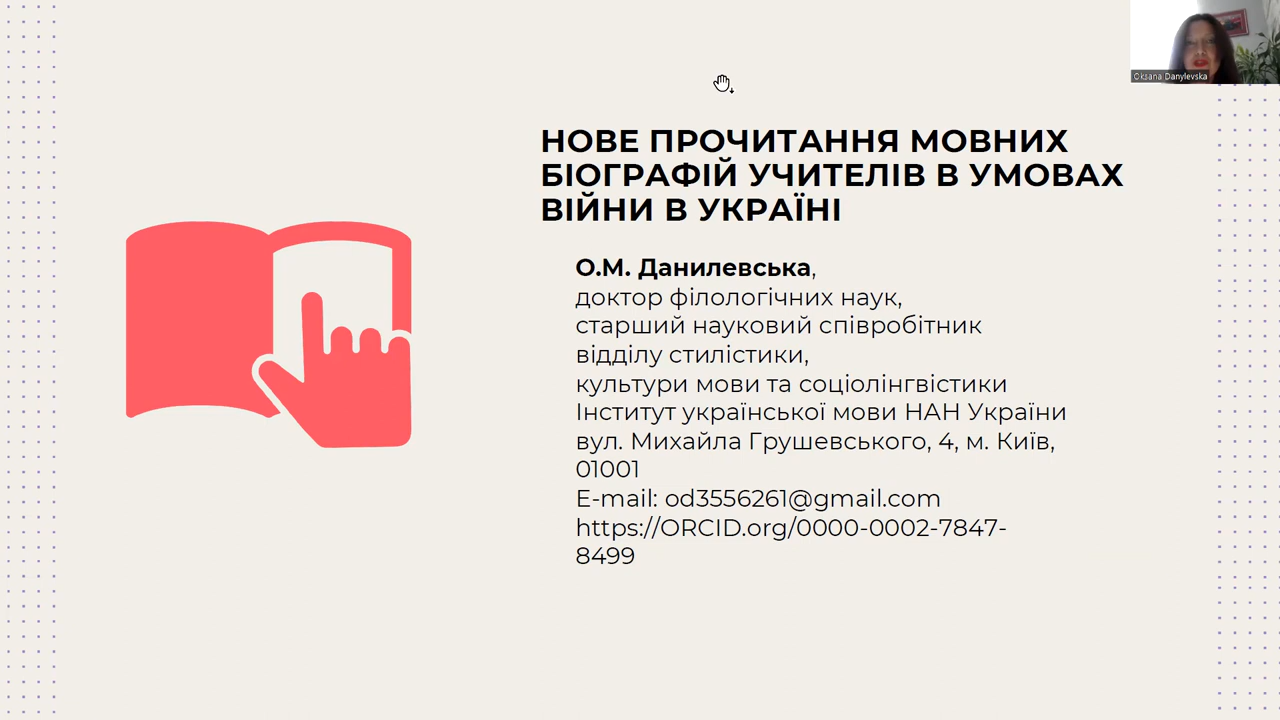 Oksana Danylevska
НОВЕ ПРОЧИТАННЯ МОВНИХ
БІОГРАФІЙ УЧИТЕЛІВ В УМОВАХ
ВІЙНИ В УКРАЇНІ
О.М. Данилевська,
доктор філологічних наук,
старший науковий співробітник
відділу стилістики,
культури мови та соціолінгвістики
Інститут української мови НАН України
вул. Михайла Грушевського, 4, м. Київ,
01001
E-mail: od3556261@gmail.com
https://ORCID.org/0000-0002-7847-
8499